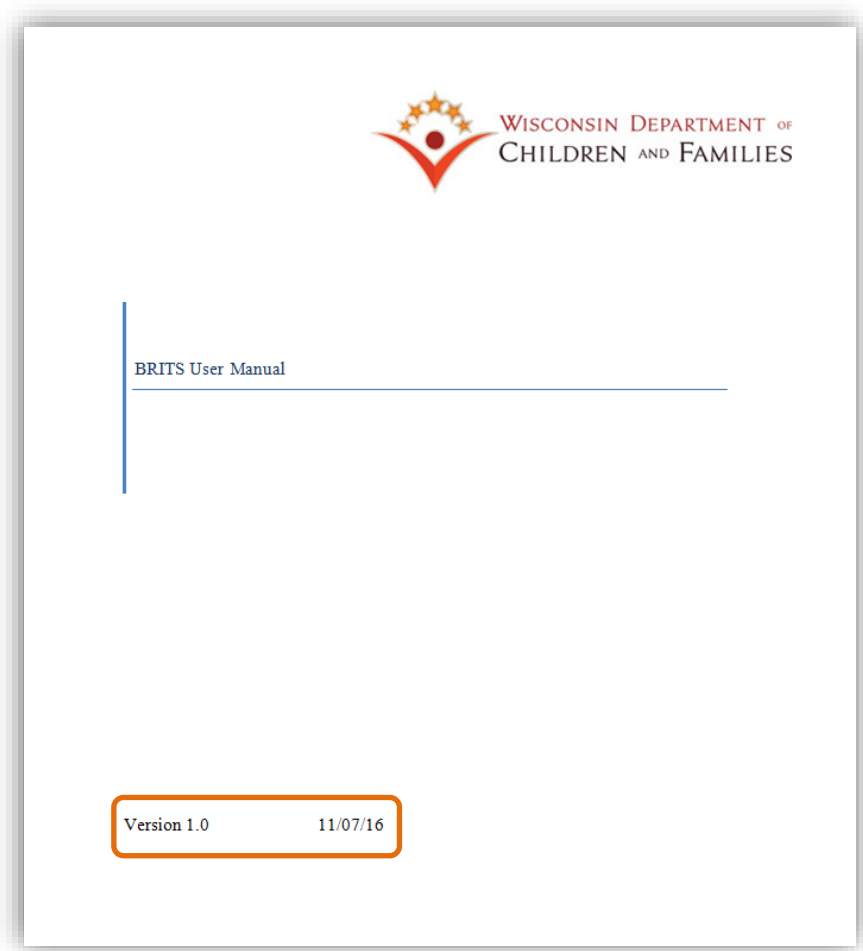 WISCONSIN DEPARTMENT OF
CHILDREN AND FAMILIES
BRITS User Manual
Version 1.0 11/07/16